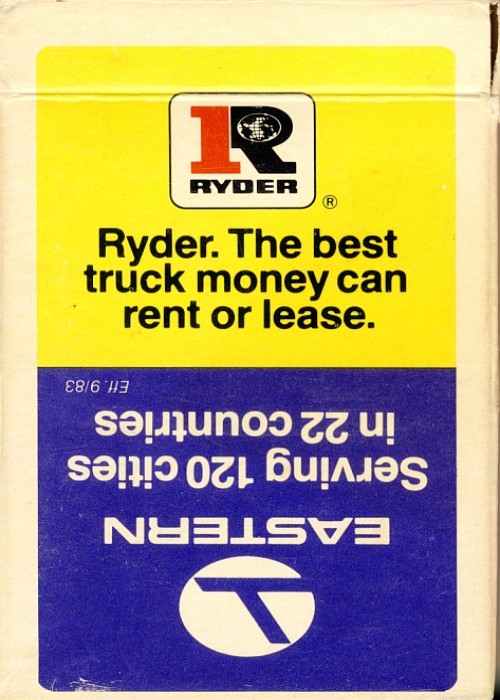 RYDER
®
Ryder. The best
truck money can
rent or lease.
EASTERN
Serving 120 cities
in 22 countries
Eff. 9/83